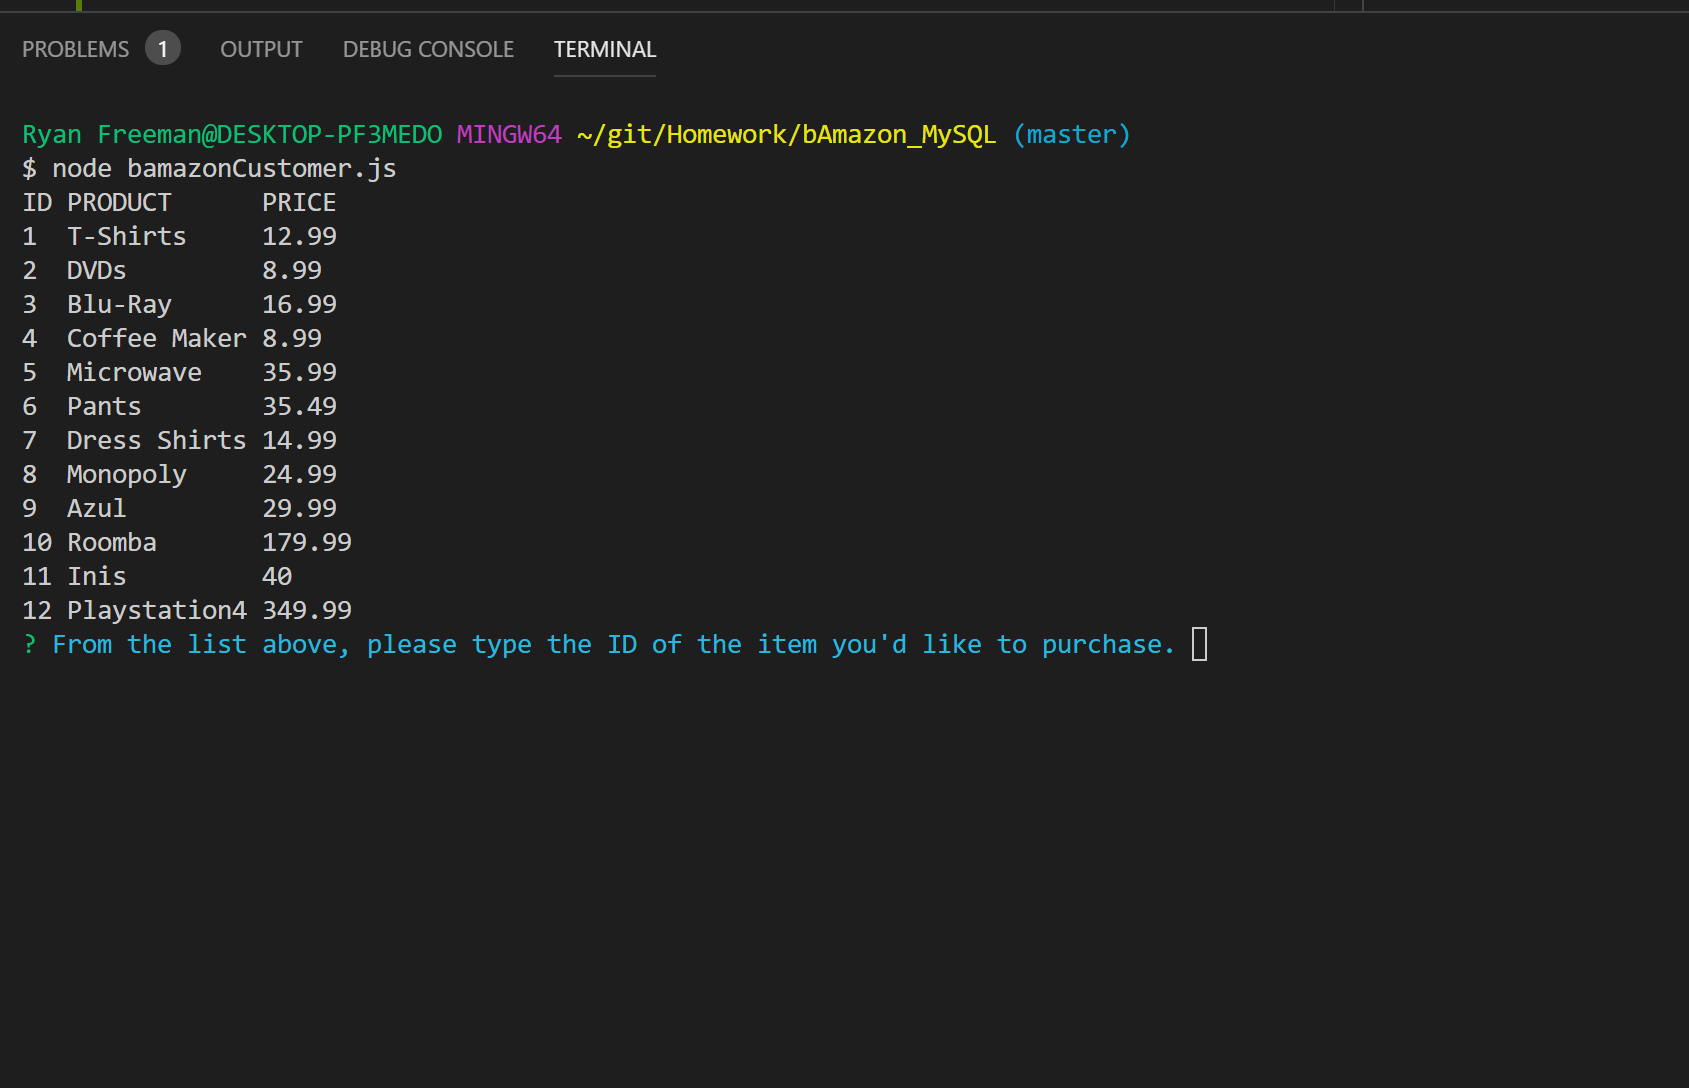 PROBLEMS 1 OUTPUT DEBUG CONSOLE TERMINAL
Ryan Freeman@DESKTOP-PF3MEDO MINGW64 ~/git/Homework/bAmazon_MySQL (master)
$ node bamazonCustomer.js
ID PRODUCT      PRICE
1  T-Shirts     12.99
2  DVDs         8.99
3  Blu-Ray      16.99
4  Coffee Maker 8.99
5  Microwave    35.99
6  Pants        35.49
7  Dress Shirts 14.99
8  Monopoly     24.99
9  Azul         29.99
10 Roomba       179.99
11 Inis         40
12 Playstation4 349.99
? From the list above, please type the ID of the item you'd like to purchase.